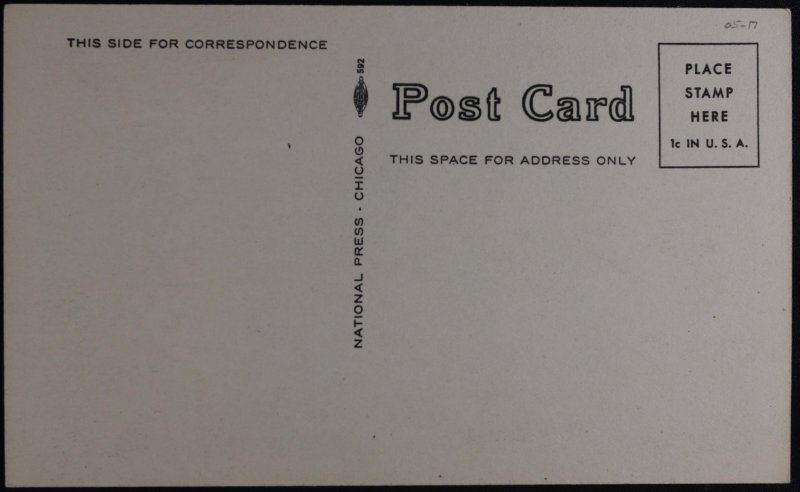 05-17
THIS SIDE FOR CORRESPONDENCE
NATIONAL PRESS - CHICAGO
592
Post Card
THIS SPACE FOR ADDRESS ONLY
PLACE
STAMP
HERE
1c IN U. S. A.